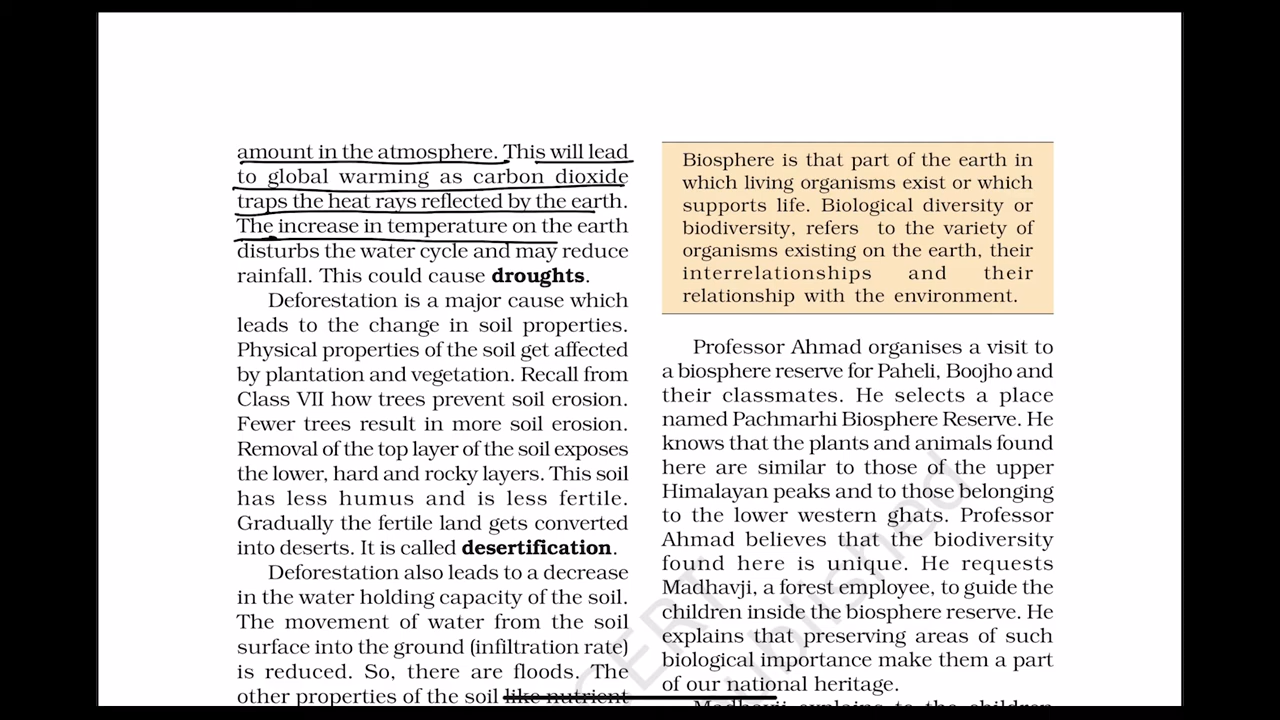 amount in the atmosphere. This will lead
to global warming as carbon dioxide
traps the heat rays reflected by the earth.
The increase in temperature on the earth
disturbs the water cycle and may reduce
rainfall. This could cause droughts.
Deforestation is a major cause which
leads to the change in soil properties.
Physical properties of the soil get affected
by plantation and vegetation. Recall from
Class VII how trees prevent soil erosion.
Fewer trees result in more soil erosion.
Removal of the top layer of the soil exposes
the lower, hard and rocky layers. This soil
has less humus and is less fertile.
Gradually the fertile land gets converted
into deserts. It is called desertification.
Deforestation also leads to a decrease
in the water holding capacity of the soil.
The movement of water from the soil
surface into the ground (infiltration rate)
is reduced. So, there are floods. The
other properties of the soil like nutrient
Biosphere is that part of the earth in
which living organisms exist or which
supports life. Biological diversity or
biodiversity, refers to the variety of
organisms existing on the earth, their
interrelationships and their
relationship with the environment.
Professor Ahmad organises a visit to
a biosphere reserve for Paheli, Boojho and
their classmates. He selects a place
named Pachmarhi Biosphere Reserve. He
knows that the plants and animals found
here are similar to those of the upper
Himalayan peaks and to those belonging
to the lower western ghats. Professor
Ahmad believes that the biodiversity
found here is unique. He requests
Madhavji, a forest employee, to guide the
children inside the biosphere reserve. He
explains that preserving areas of such
biological importance make them a part
of our national heritage.
Madhavji explains to the children